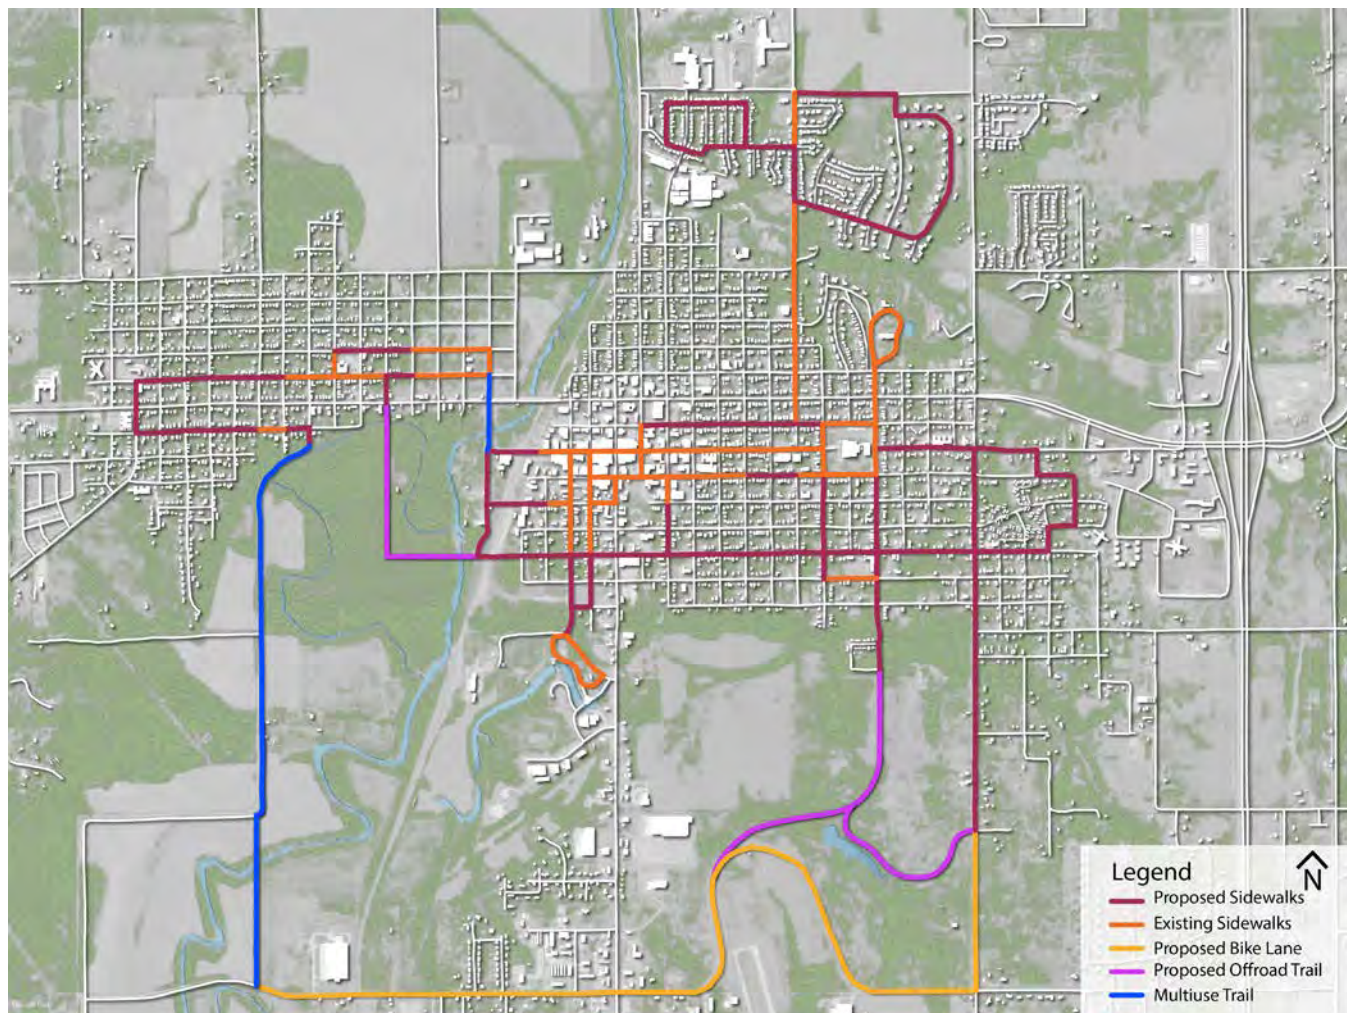 Legend
N
Proposed Sidewalks
Existing Sidewalks
Proposed Bike Lane
Proposed Offroad Trail
Multiuse Trail